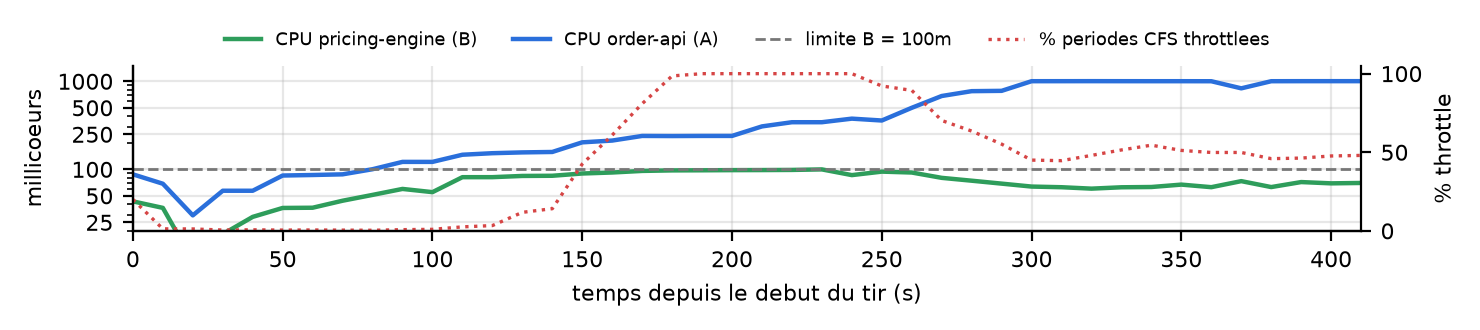 CPU pricing-engine (B) CPU order-api (A) limite B = 100m % periodes CFS throttlees
millicoeurs
1000
500
250
100
50
25
100
50
0
% throttle
0 50 100 150 200 250 300 350 400
temps depuis le debut du tir (s)